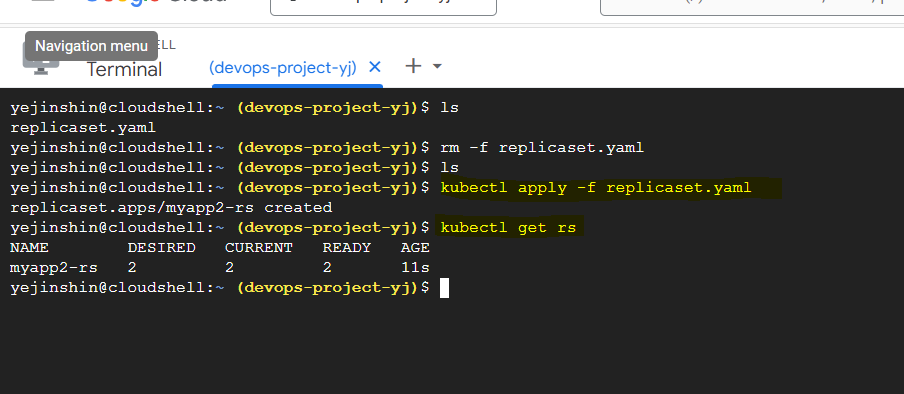 Navigation menu
ELL
Terminal
(devops-project-yj) × + ▾
yejinshin@cloudshell:~ (devops-project-yj)$ ls
replicaset.yaml
yejinshin@cloudshell:~ (devops-project-yj)$ rm -f replicaset.yaml
yejinshin@cloudshell:~ (devops-project-yj)$ ls
yejinshin@cloudshell:~ (devops-project-yj)$ kubectl apply -f replicaset.yaml
replicaset.apps/myapp2-rs created
yejinshin@cloudshell:~ (devops-project-yj)$ kubectl get rs
NAME DESIRED CURRENT READY AGE
myapp2-rs 2 2 2 11s
yejinshin@cloudshell:~ (devops-project-yj)$